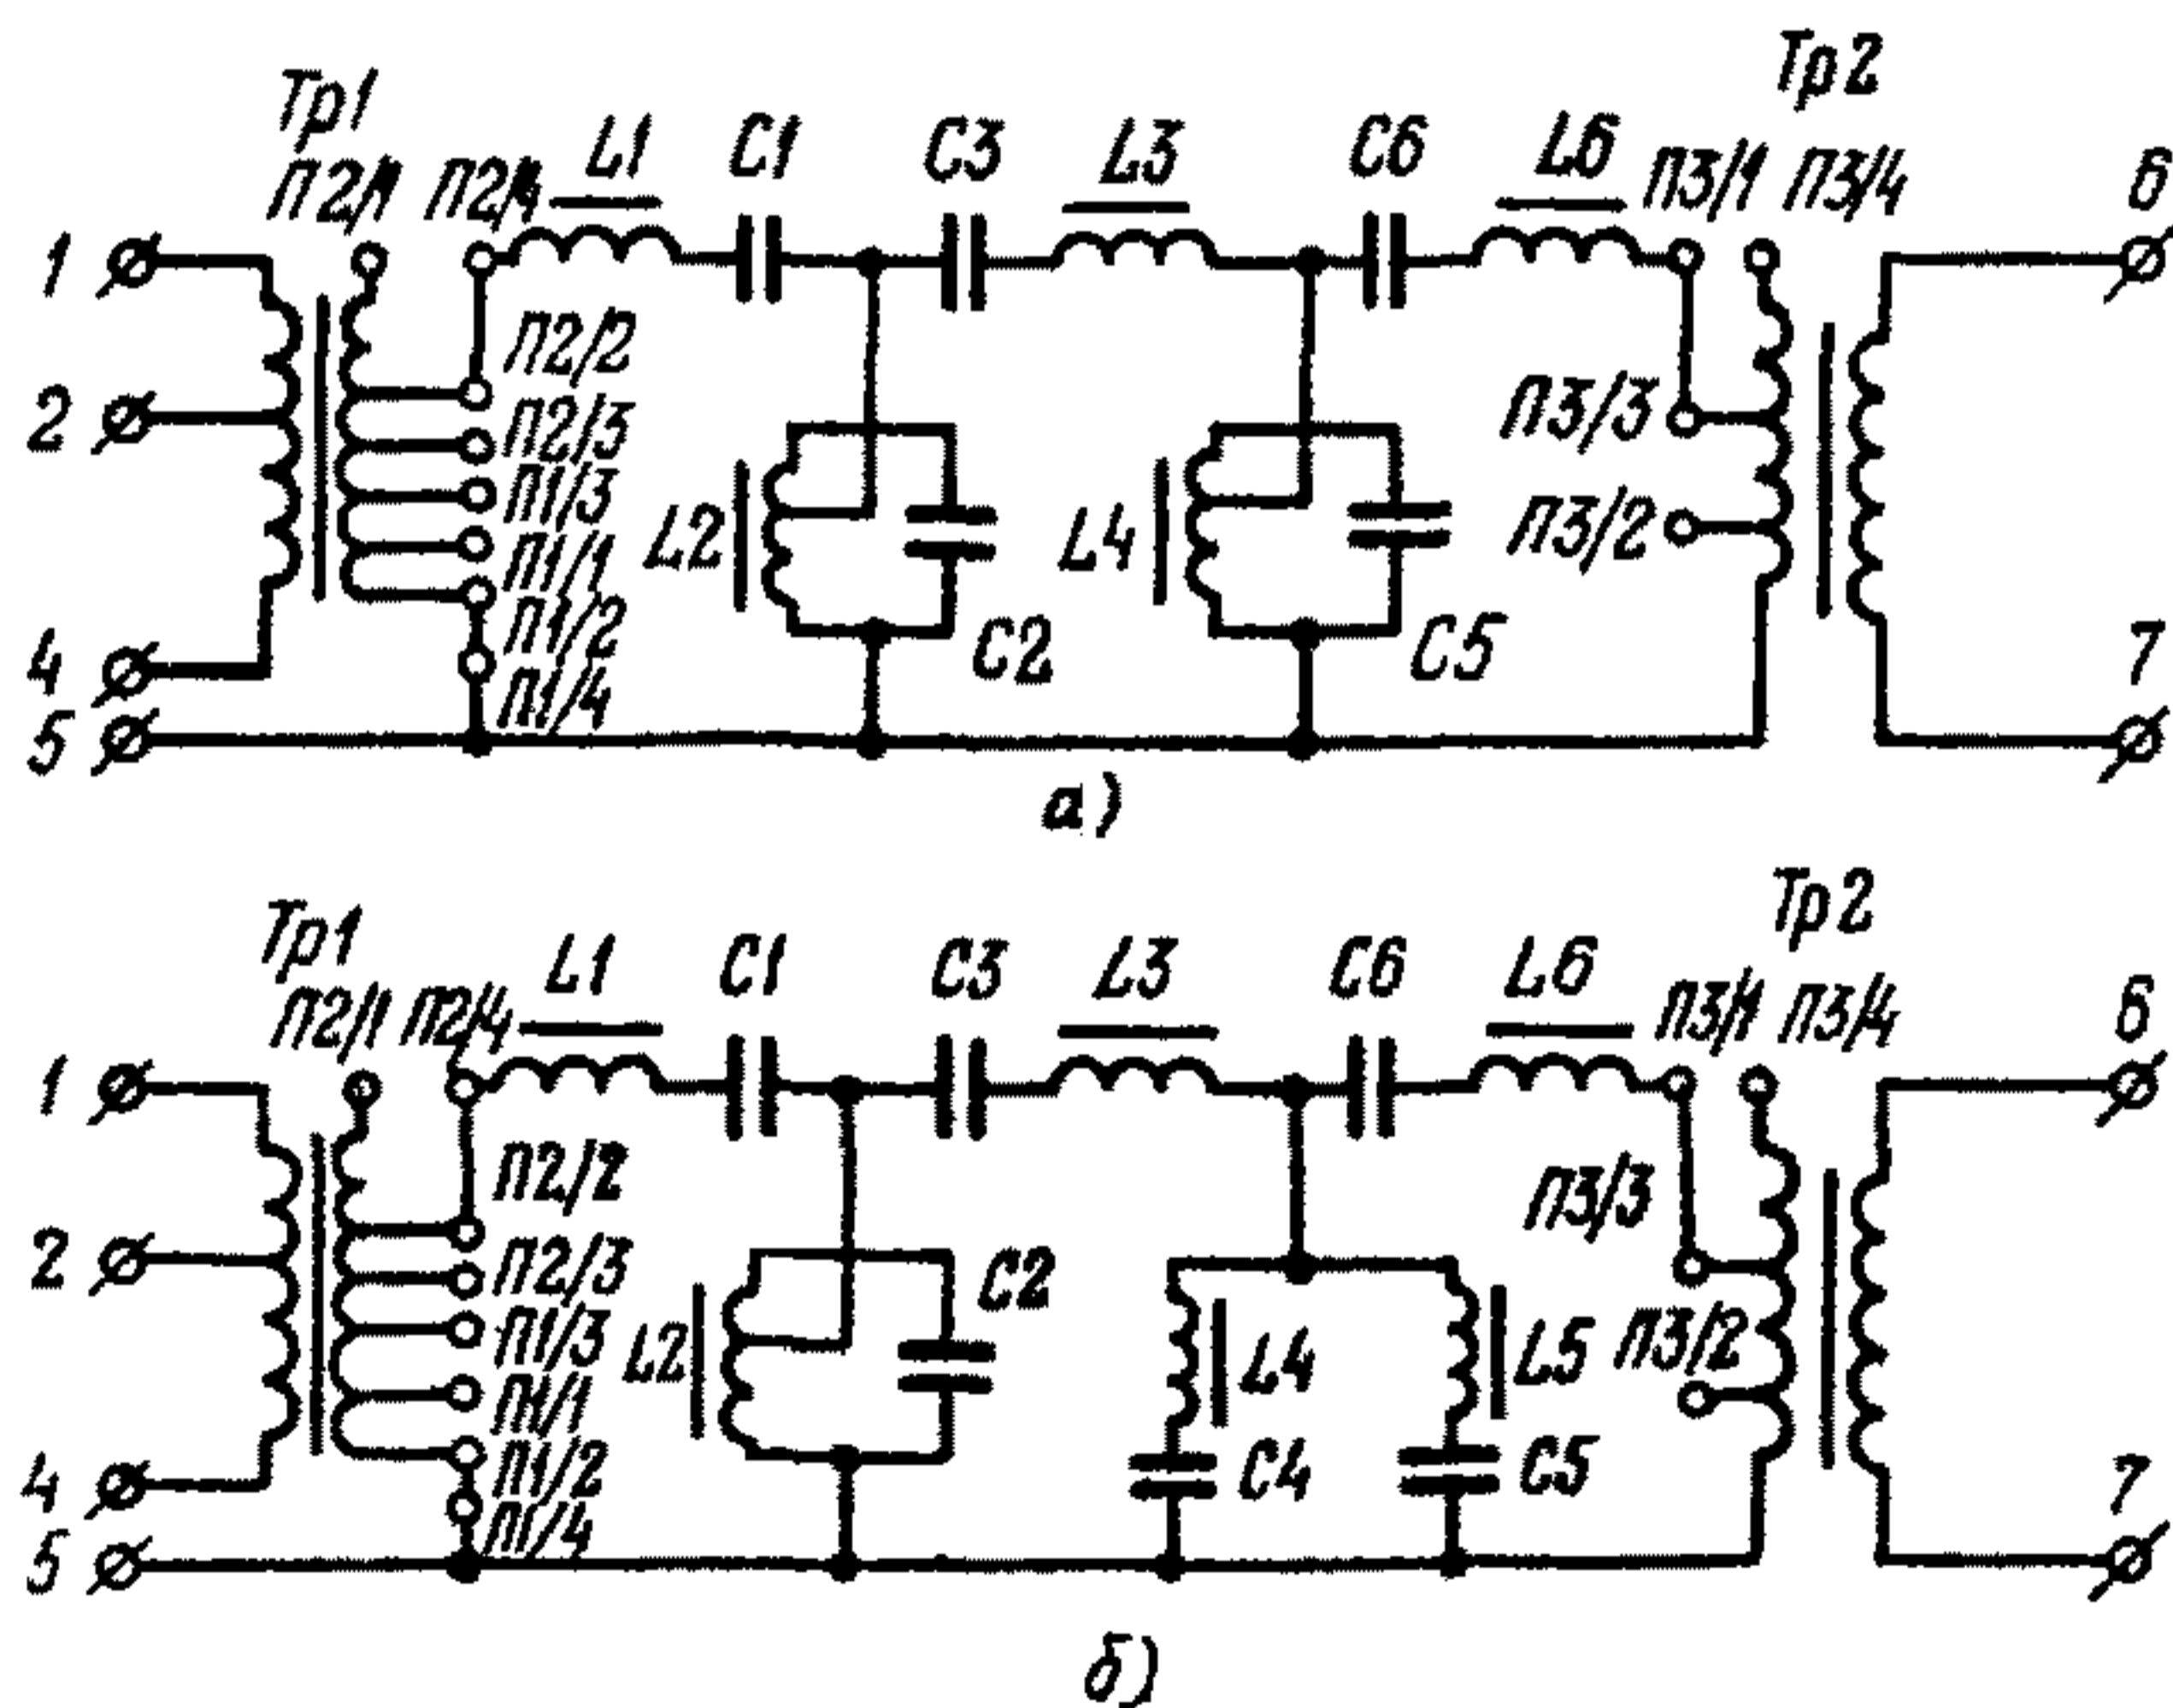 Тр1 Тр2
П2/1 П2/4 L1 C1 C3 L3 C6 L6 П3/1 П3/4
1 6
П2/2
2 П2/3 П3/3
П1/3
L2 L4 П3/2
П1/1
П1/2 C2 C5
4 7
П1/4
5
а)
Тр1 Тр2
П2/1 П2/4 L1 C1 C3 L3 C6 L6 П3/1 П3/4
1 6
П2/2 П3/3
2 П2/3 C2
П1/3 L2 L4 L5 П3/2
П1/1
П1/2 C4 C5
4 7
П1/4
5
б)